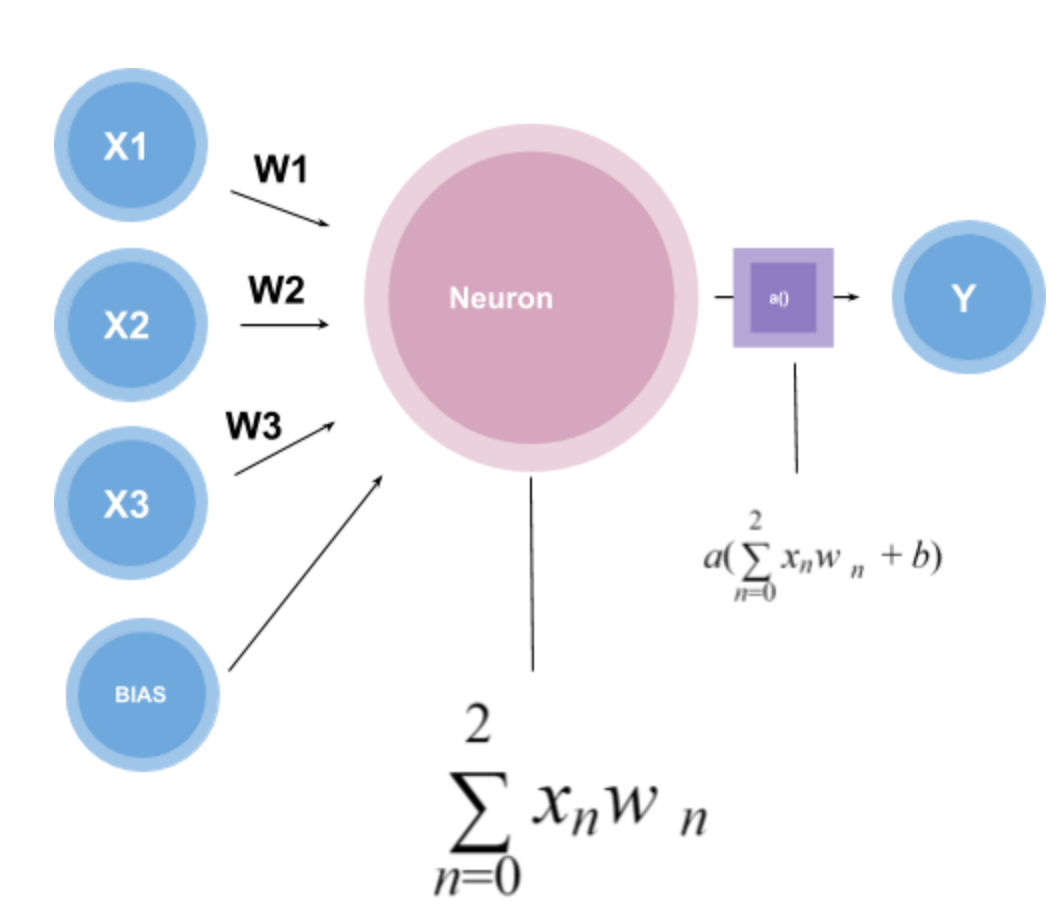 X1
W1
X2
W2
X3
W3
BIAS
Neuron
a()
Y
a(∑_{n=0}^{2} x_n w_n + b)
∑_{n=0}^{2} x_n w_n